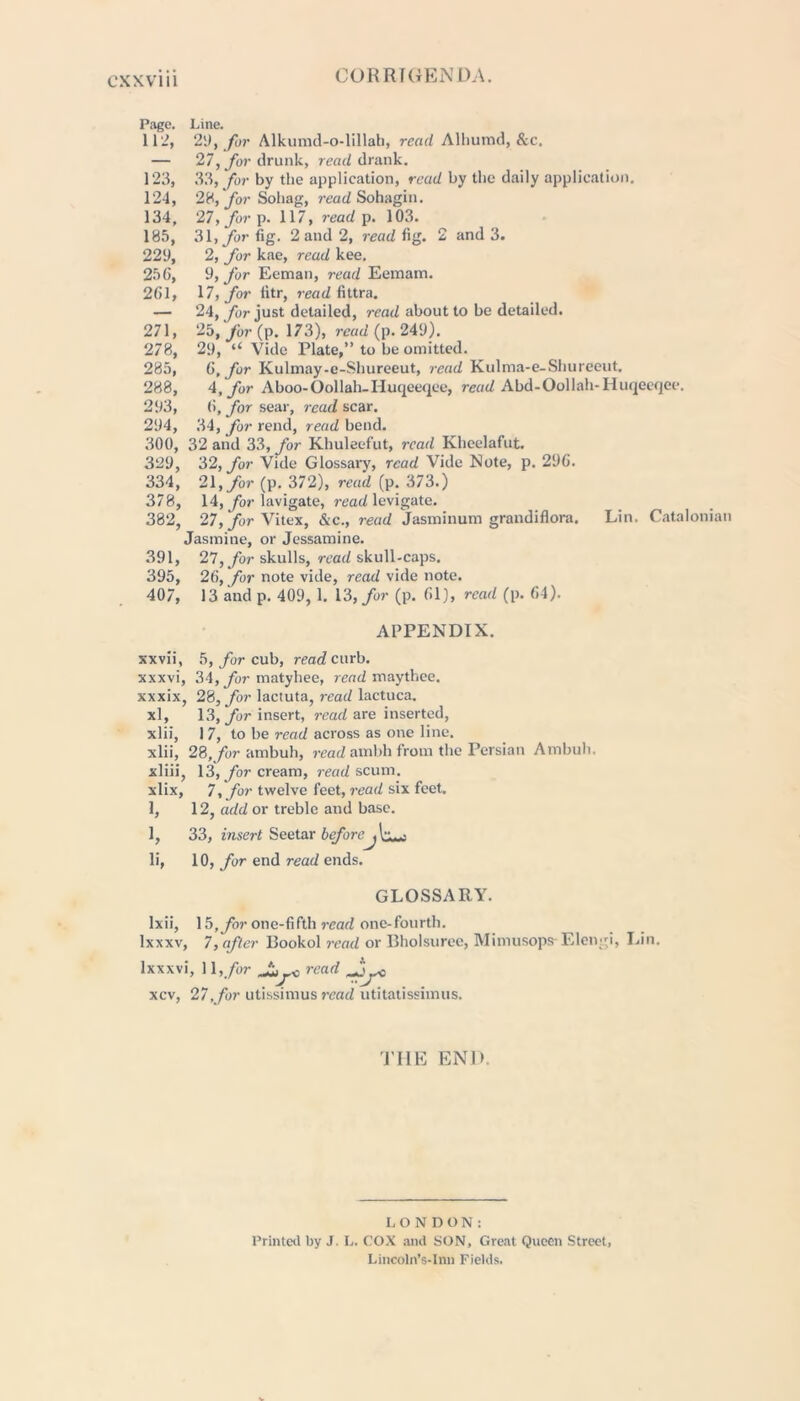 cxxviii CORRIGENDA.
Page. Line.
112, 29, for Alkumd-o-lillah, read Alhumd, &c.
— 27, for drunk, read drank.
123, 33, for by the application, read by the daily application.
124, 28, for Sohag, read Sohagin.
134, 27, for p. 117, read p. 103.
185, 31, for fig. 2 and 2, read fig. 2 and 3.
229, 2, for kae, read kee.
256, 9, for Eeman, read Eemam.
261, 17, for fitr, read fittra.
— 24, for just detailed, read about to be detailed.
271, 25, for (p. 173), read (p. 249).
278, 29, “ Vide Plate,” to be omitted.
285, 6, for Kulmay-e-Shureeut, read Kulma-e-Shureeut.
288, 4, for Aboo-Oollah-Huqeeqee, read Abd-Oollah-Huqeeqee.
293, 6, for sear, read scar.
294, 34, for rend, read bend.
300, 32 and 33, for Khuleefut, read Kheelafut.
329, 32, for Vide Glossary, read Vide Note, p. 296.
334, 21, for (p. 372), read (p. 373.)
378, 14, for lavigate, read levigate.
382, 27, for Vitex, &c., read Jasminum grandiflora. Lin. Catalonian
Jasmine, or Jessamine.
391, 27, for skulls, read skull-caps.
395, 26, for note vide, read vide note.
407, 13 and p. 409, l. 13, for (p. 61), read (p. 64).
APPENDIX.
xxvii, 5, for cub, read curb.
xxxvi, 34, for matyhee, read maythee.
xxxix, 28, for lactuta, read lactuca.
xl, 13, for insert, read are inserted,
xlii, 17, to be read across as one line.
xlii, 28, for ambuh, read ambh from the Persian Ambuh.
xliii, 13, for cream, read scum.
xlix, 7, for twelve feet, read six feet.
l, 12, add or treble and base.
l, 33, insert Seetar before
li, 10, for end read ends.
GLOSSARY.
lxii, 15, for one-fifth read one-fourth.
lxxxv, 7, after Bookol read or Bholsuree, Mimusops Elengi, Lin.
lxxxvi, 11, for read
xcv, 27, for utissimus read utitatissimus.
THE END.
LONDON:
Printed by J. L. COX and SON, Great Queen Street,
Lincoln's-Inn Fields.